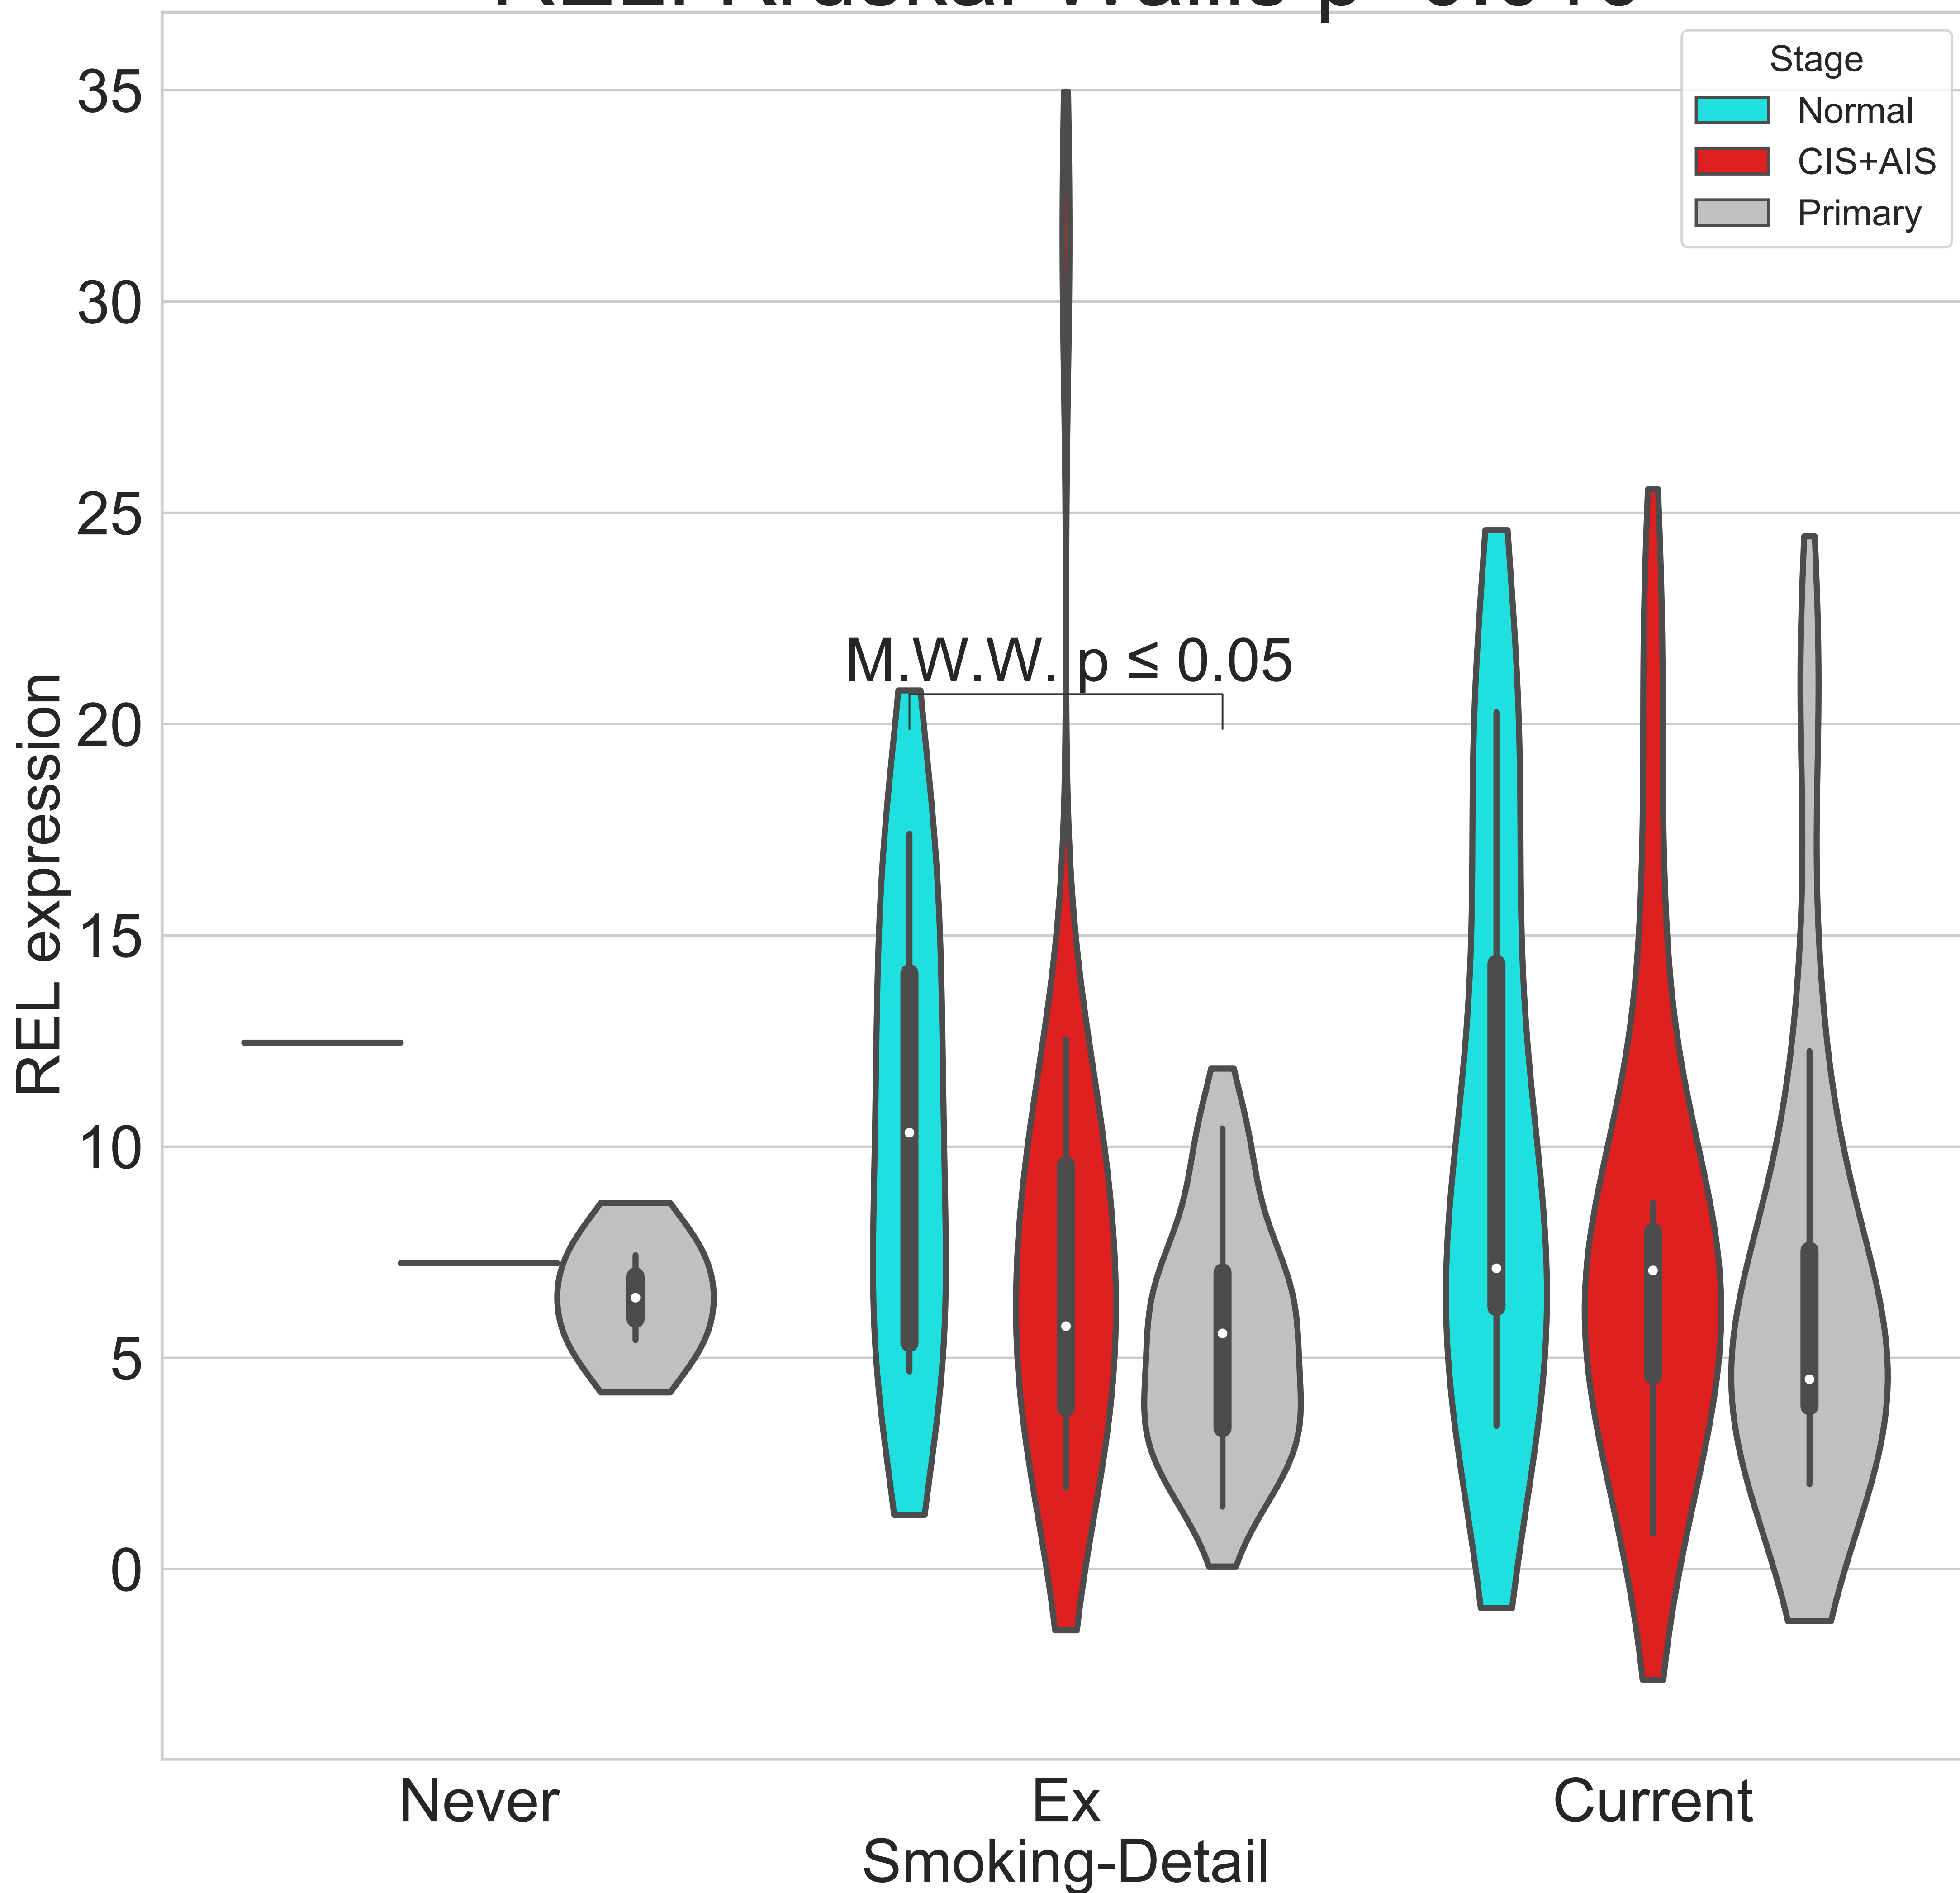 Stage
Normal
CIS+AIS
Primary
35
30
25
20
15
10
5
0
REL expression
M.W.W. p ≤ 0.05
Never
Ex
Current
Smoking-Detail